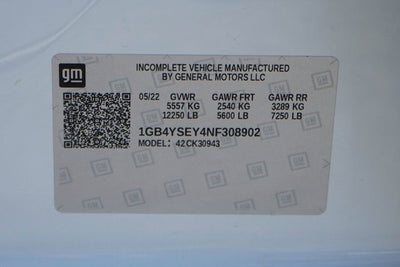 gm
INCOMPLETE VEHICLE MANUFACTURED
BY GENERAL MOTORS LLC
05/22 GVWR GAWR FRT GAWR RR
5557 KG 2540 KG 3289 KG
12250 LB 5600 LB 7250 LB
1GB4YSEY4NF308902
MODEL: 42CK30943